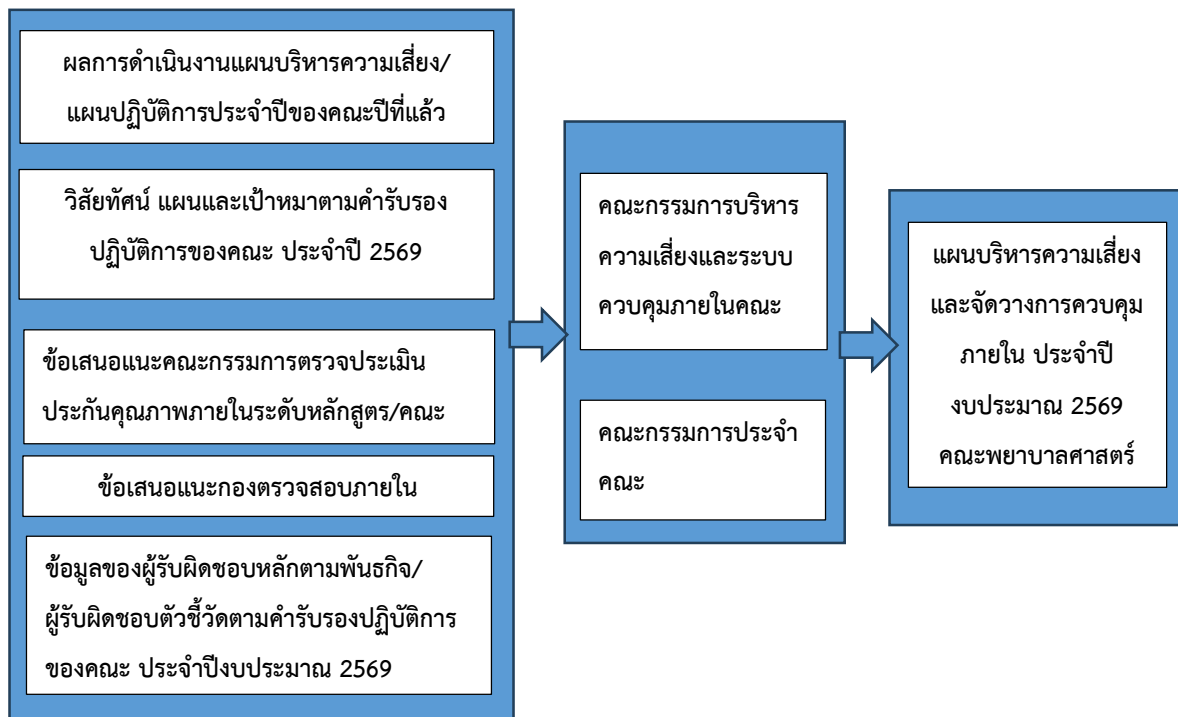 ผลการดำเนินงานแผนบริหารความเสี่ยง/
แผนปฏิบัติการประจำปีของคณะปีที่แล้ว
วิสัยทัศน์ แผนและเป้าหมาตามคำรับรอง
ปฏิบัติการของคณะ ประจำปี 2569
ข้อเสนอแนะคณะกรรมการตรวจประเมิน
ประกันคุณภาพภายในระดับหลักสูตร/คณะ
ข้อเสนอแนะกองตรวจสอบภายใน
ข้อมูลของผู้รับผิดชอบหลักตามพันธกิจ/
ผู้รับผิดชอบตัวชี้วัดตามคำรับรองปฏิบัติการ
ของคณะ ประจำปีงบประมาณ 2569
คณะกรรมการบริหาร
ความเสี่ยงและระบบ
ควบคุมภายในคณะ
คณะกรรมการประจำ
คณะ
แผนบริหารความเสี่ยง
และจัดวางการควบคุม
ภายใน ประจำปี
งบประมาณ 2569
คณะพยาบาลศาสตร์